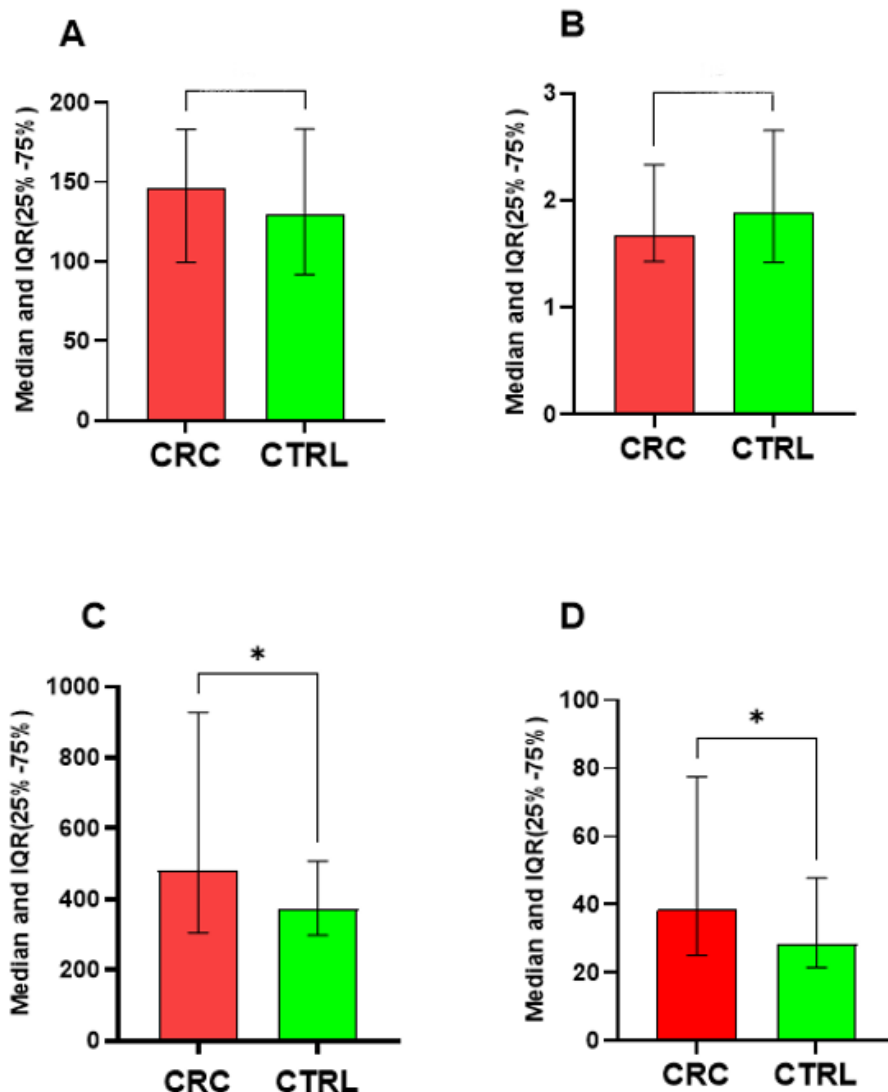 A
Median and IQR(25% -75% )
200
150
100
50
0
CRC CTRL
B
Median and IQR(25% -75% )
3
2
1
0
CRC CTRL
C
*
Median and IQR(25% -75% )
1000
800
600
400
200
0
CRC CTRL
D
*
Median and IQR(25% -75% )
100
80
60
40
20
0
CRC CTRL